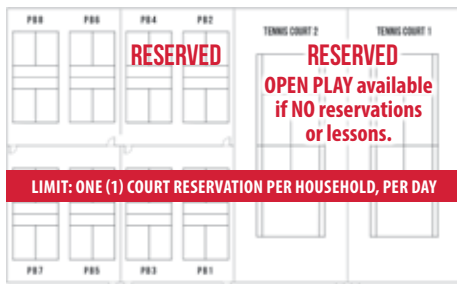 PB8 PB6 PB4 PB2
TENNIS COURT 2 TENNIS COURT 1
RESERVED RESERVED
OPEN PLAY available
if NO reservations
or lessons.
LIMIT: ONE (1) COURT RESERVATION PER HOUSEHOLD, PER DAY
PB7 PB5 PB3 PB1